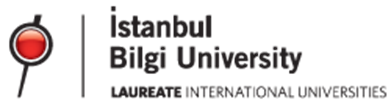 İstanbul
Bilgi University
LAUREATE INTERNATIONAL UNIVERSITIES